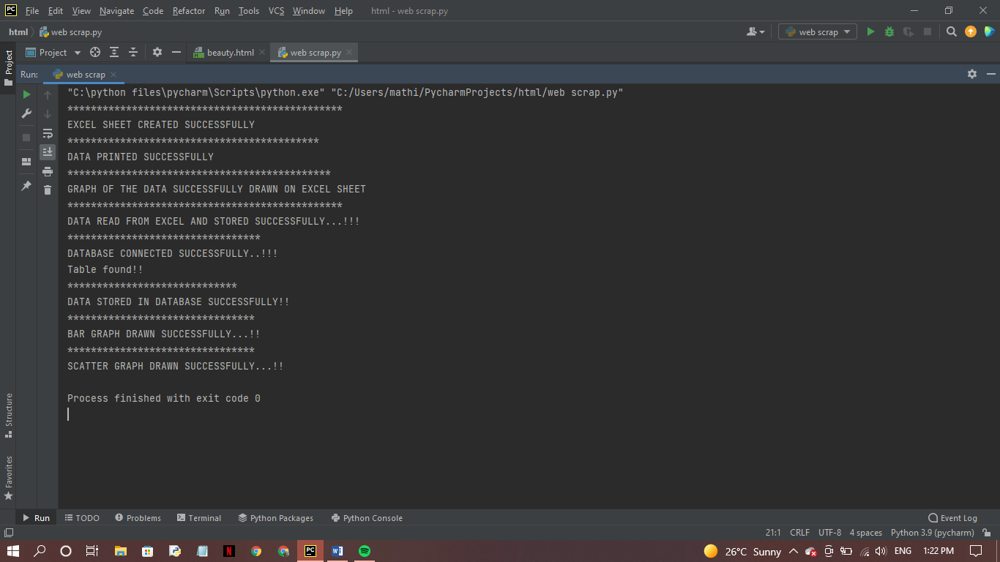 PC File Edit View Navigate Code Refactor Run Tools VCS Window Help html - web scrap.py
html web scrap.py web scrap
Project Project beauty.html web scrap.py
Run: web scrap
"C:\python files\pycharm\Scripts\python.exe" "C:/Users/mathi/PycharmProjects/html/web scrap.py"
***********************************************
EXCEL SHEET CREATED SUCCESSFULLY
*******************************************
DATA PRINTED SUCCESSFULLY
*********************************************
GRAPH OF THE DATA SUCCESSFULLY DRAWN ON EXCEL SHEET
***********************************************
DATA READ FROM EXCEL AND STORED SUCCESSFULLY...!!!
*********************************
DATABASE CONNECTED SUCCESSFULLY..!!!
Table found!!
*****************************
DATA STORED IN DATABASE SUCCESSFULLY!!
********************************
BAR GRAPH DRAWN SUCCESSFULLY...!!
********************************
SCATTER GRAPH DRAWN SUCCESSFULLY...!!
Process finished with exit code 0
Structure
Favorites
Run TODO Problems Terminal Python Packages Python Console Event Log
21:1 CRLF UTF-8 4 spaces Python 3.9 (pycharm)
N PC W 26°C Sunny ENG 1:22 PM